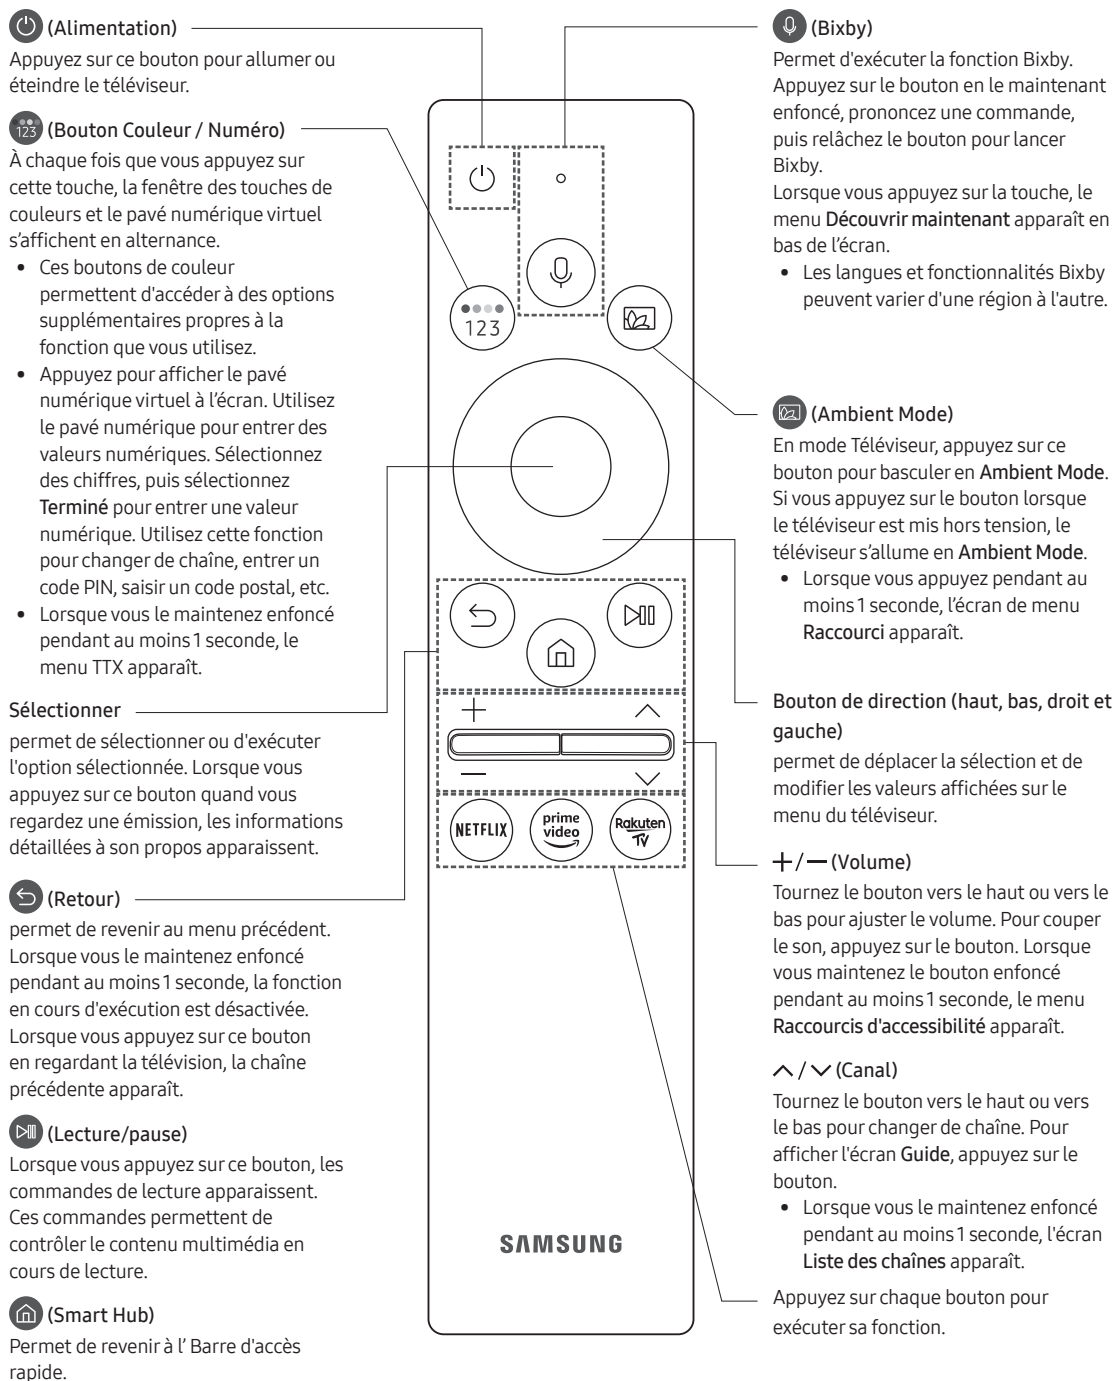 (Alimentation)
Appuyez sur ce bouton pour allumer ou
éteindre le téléviseur.
123 (Bouton Couleur / Numéro)
À chaque fois que vous appuyez sur
cette touche, la fenêtre des touches de
couleurs et le pavé numérique virtuel
s’affichent en alternance.
• Ces boutons de couleur
permettent d'accéder à des options
supplémentaires propres à la
fonction que vous utilisez.
• Appuyez pour afficher le pavé
numérique virtuel à l’écran. Utilisez
le pavé numérique pour entrer des
valeurs numériques. Sélectionnez
des chiffres, puis sélectionnez
Terminé pour entrer une valeur
numérique. Utilisez cette fonction
pour changer de chaîne, entrer un
code PIN, saisir un code postal, etc.
• Lorsque vous le maintenez enfoncé
pendant au moins 1 seconde, le
menu TTX apparaît.
Sélectionner
permet de sélectionner ou d'exécuter
l'option sélectionnée. Lorsque vous
appuyez sur ce bouton quand vous
regardez une émission, les informations
détaillées à son propos apparaissent.
(Retour)
permet de revenir au menu précédent.
Lorsque vous le maintenez enfoncé
pendant au moins 1 seconde, la fonction
en cours d'exécution est désactivée.
Lorsque vous appuyez sur ce bouton
en regardant la télévision, la chaîne
précédente apparaît.
(Lecture/pause)
Lorsque vous appuyez sur ce bouton, les
commandes de lecture apparaissent.
Ces commandes permettent de
contrôler le contenu multimédia en
cours de lecture.
(Smart Hub)
Permet de revenir à l’ Barre d'accès
rapide.
123
NETFLIX
prime
video
Rakuten
TV
SAMSUNG
(Bixby)
Permet d'exécuter la fonction Bixby.
Appuyez sur le bouton en le maintenant
enfoncé, prononcez une commande,
puis relâchez le bouton pour lancer
Bixby.
Lorsque vous appuyez sur la touche, le
menu Découvrir maintenant apparaît en
bas de l’écran.
• Les langues et fonctionnalités Bixby
peuvent varier d'une région à l'autre.
(Ambient Mode)
En mode Téléviseur, appuyez sur ce
bouton pour basculer en Ambient Mode.
Si vous appuyez sur le bouton lorsque
le téléviseur est mis hors tension, le
téléviseur s’allume en Ambient Mode.
• Lorsque vous appuyez pendant au
moins 1 seconde, l’écran de menu
Raccourci apparaît.
Bouton de direction (haut, bas, droit et
gauche)
permet de déplacer la sélection et de
modifier les valeurs affichées sur le
menu du téléviseur.
+ / − (Volume)
Tournez le bouton vers le haut ou vers le
bas pour ajuster le volume. Pour couper
le son, appuyez sur le bouton. Lorsque
vous maintenez le bouton enfoncé
pendant au moins 1 seconde, le menu
Raccourcis d'accessibilité apparaît.
/ (Canal)
Tournez le bouton vers le haut ou vers
le bas pour changer de chaîne. Pour
afficher l'écran Guide, appuyez sur le
bouton.
• Lorsque vous le maintenez enfoncé
pendant au moins 1 seconde, l'écran
Liste des chaînes apparaît.
Appuyez sur chaque bouton pour
exécuter sa fonction.